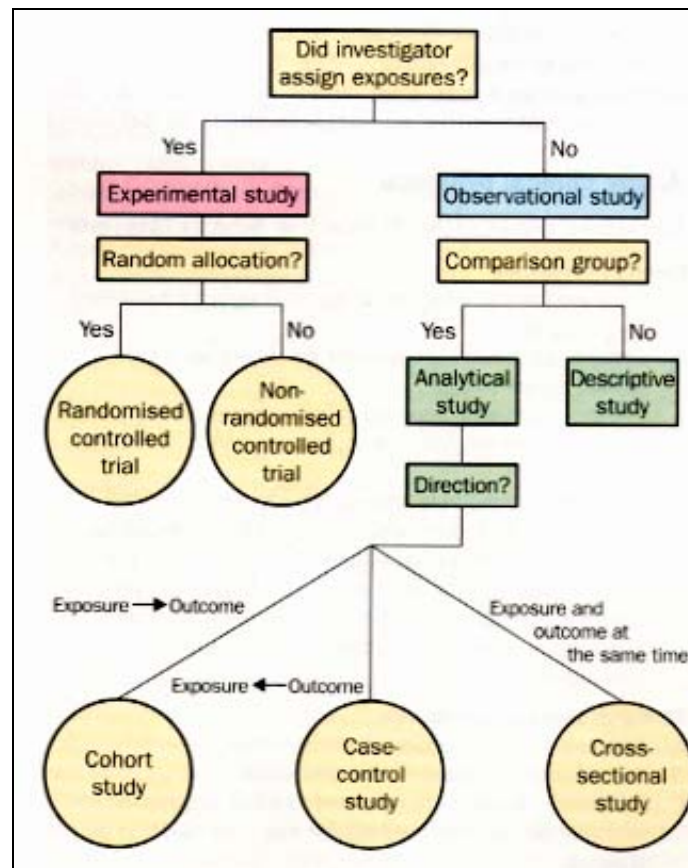 Did investigator
assign exposures?
Yes
No
Experimental study
Observational study
Random allocation?
Comparison group?
Yes
No
Yes
No
Randomised
controlled
trial
Non-
randomised
controlled
trial
Analytical
study
Descriptive
study
Direction?
Exposure → Outcome
Exposure and
outcome at
the same time
Exposure ← Outcome
Cohort
study
Case-
control
study
Cross-
sectional
study